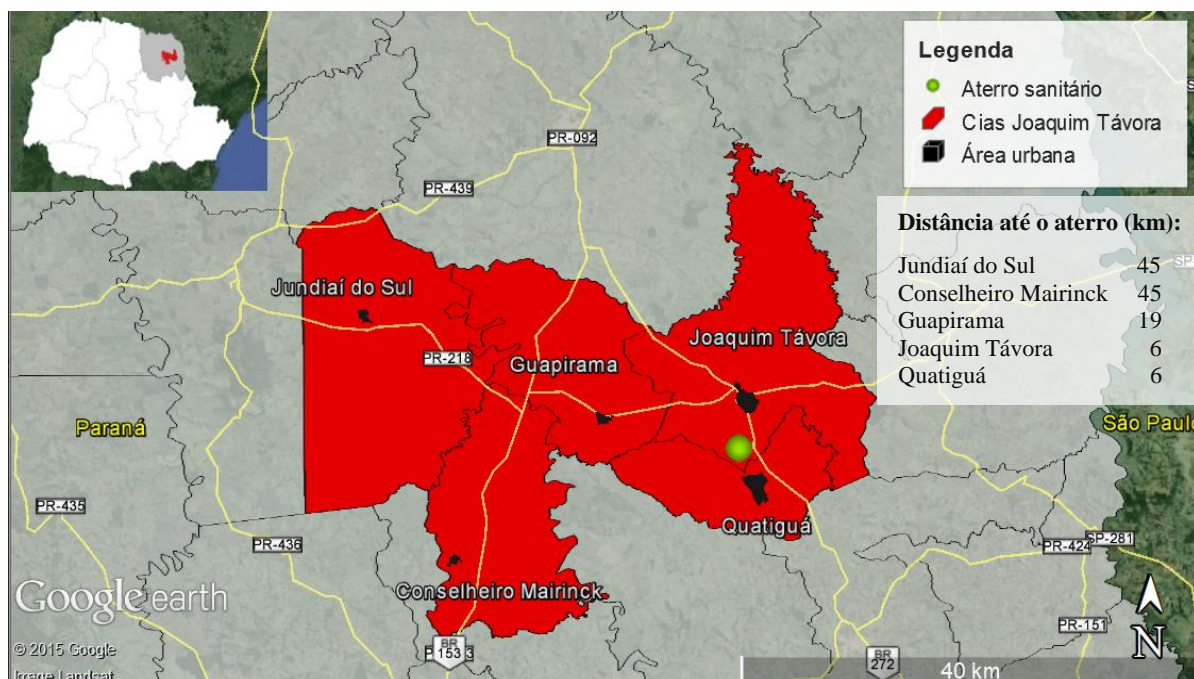 Legenda
Aterro sanitário
Cias Joaquim Távora
Área urbana
Distância até o aterro (km):
Jundiaí do Sul 45
Conselheiro Mairinck 45
Guapirama 19
Joaquim Távora 6
Quatiguá 6
PR-092
PR-439
Jundiaí do Sul
Joaquim Távora
PR-218
Guapirama
Paraná
São Paulo
PR-435
Quatiguá
PR-436
PR-424
SP-281
Conselheiro Mairinck
Google earth
PR-151
N
BR
153
BR
272
© 2015 Google
Image Landsat
40 km